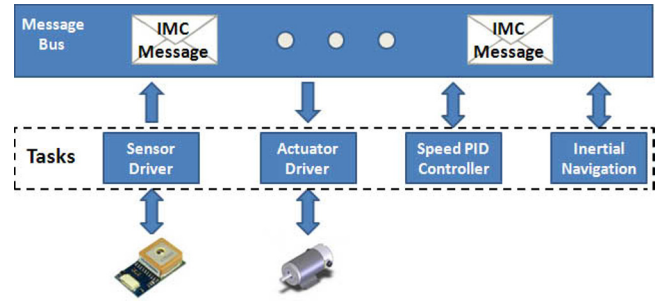 Message
Bus
IMC
Message
IMC
Message
Tasks
Sensor
Driver
Actuator
Driver
Speed PID
Controller
Inertial
Navigation